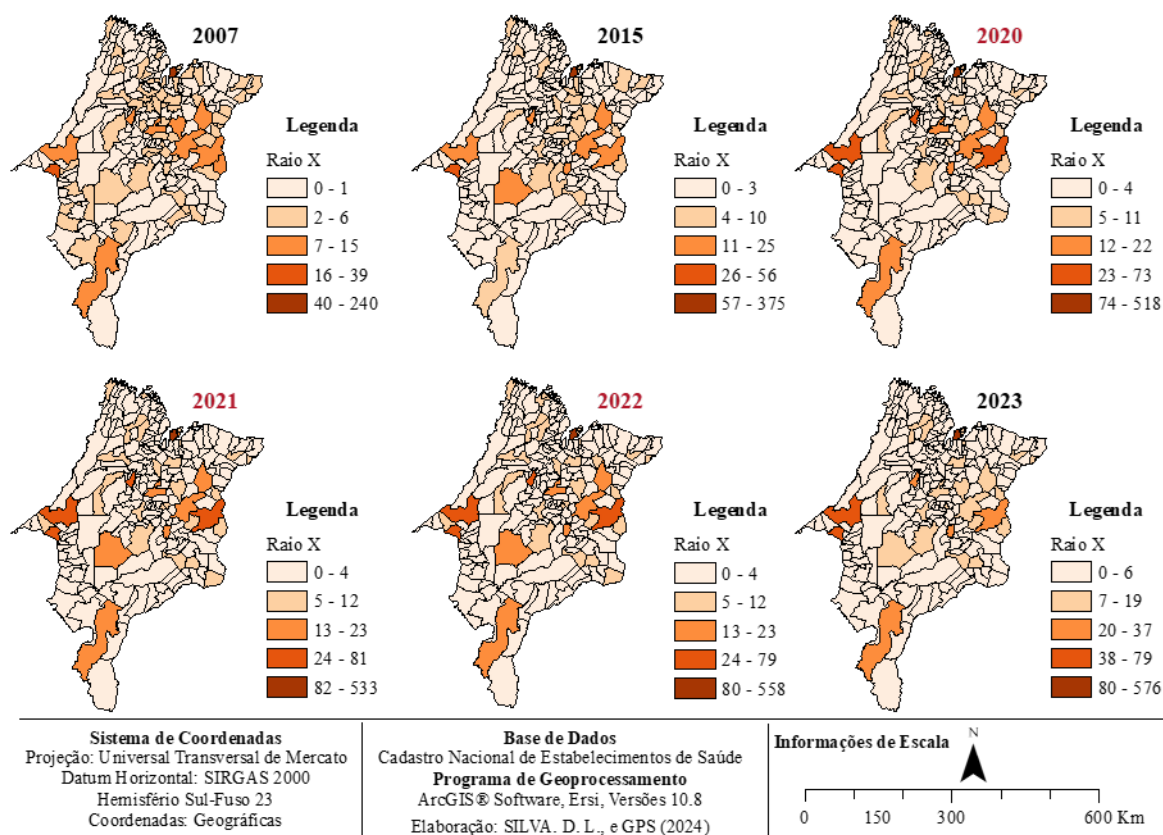 2007
Legenda
Raio X
0 - 1
2 - 6
7 - 15
16 - 39
40 - 240
2015
Legenda
Raio X
0 - 3
4 - 10
11 - 25
26 - 56
57 - 375
2020
Legenda
Raio X
0 - 4
5 - 11
12 - 22
23 - 73
74 - 518
2021
Legenda
Raio X
0 - 4
5 - 12
13 - 23
24 - 81
82 - 533
2022
Legenda
Raio X
0 - 4
5 - 12
13 - 23
24 - 79
80 - 558
2023
Legenda
Raio X
0 - 6
7 - 19
20 - 37
38 - 79
80 - 576
Sistema de Coordenadas
Projeção: Universal Transversal de Mercato
Datum Horizontal: SIRGAS 2000
Hemisfério Sul-Fuso 23
Coordenadas: Geográficas
Base de Dados
Cadastro Nacional de Estabelecimentos de Saúde
Programa de Geoprocessamento
ArcGIS® Software, Ersi, Versões 10.8
Elaboração: SILVA. D. L., e GPS (2024)
Informações de Escala
N
0 150 300 600 Km